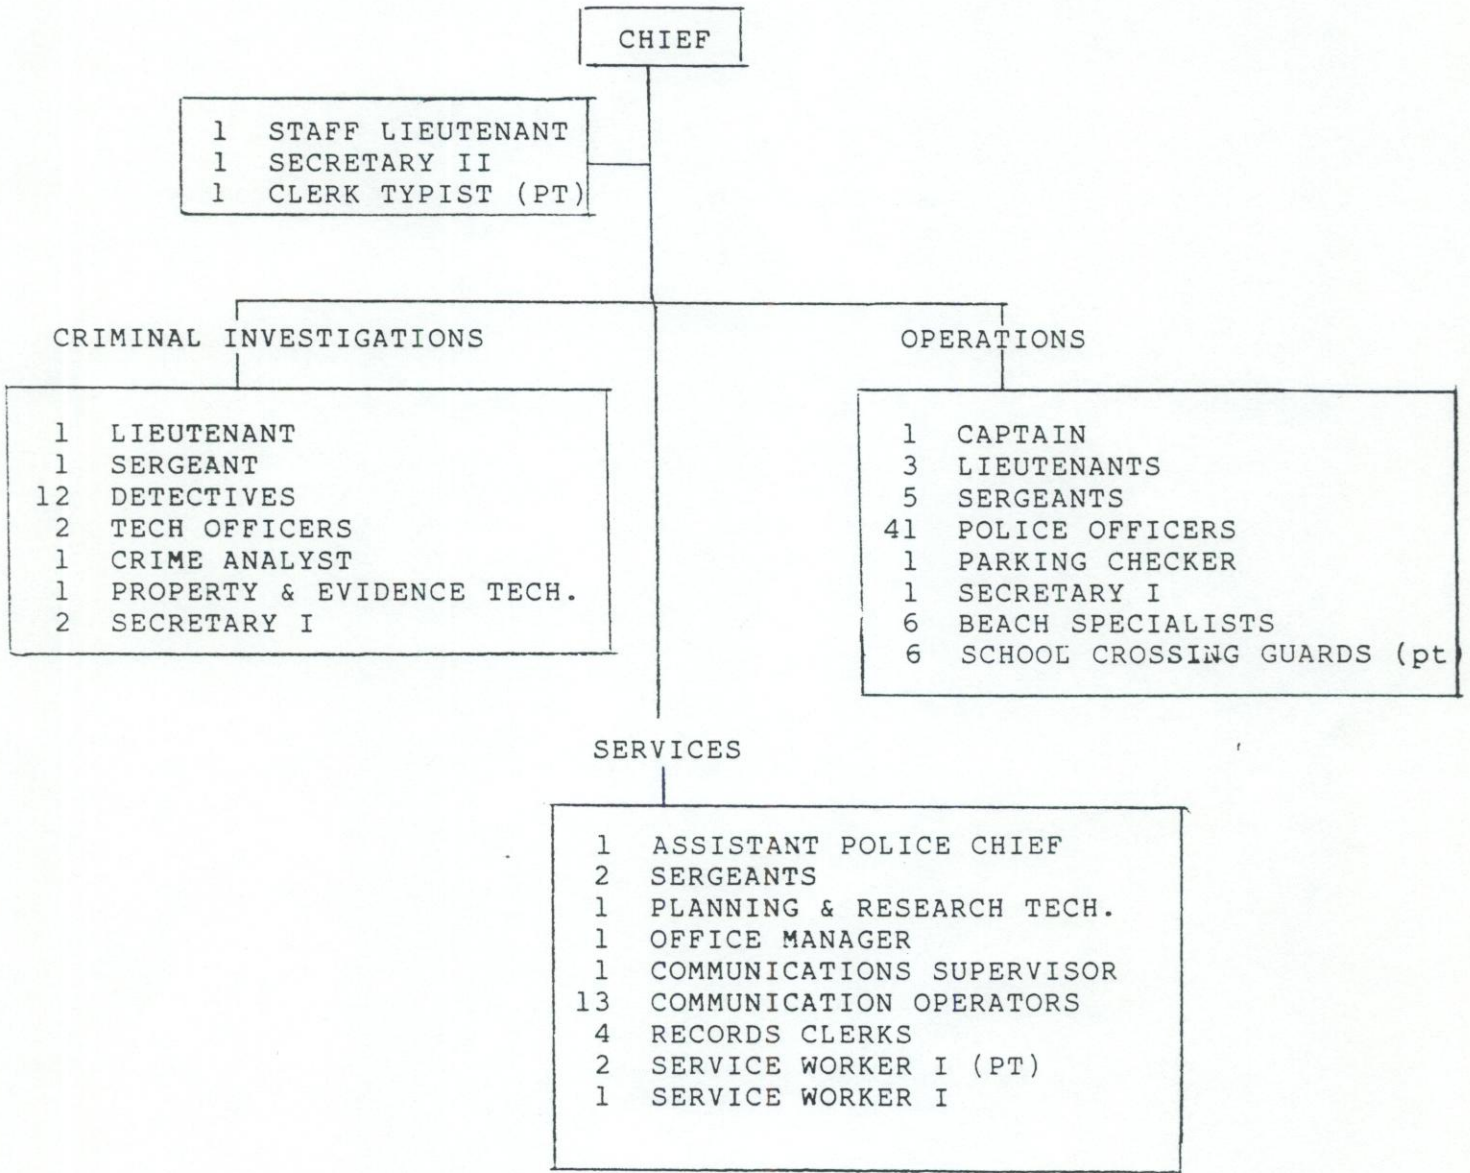 CHIEF
1 STAFF LIEUTENANT
1 SECRETARY II
1 CLERK TYPIST (PT)
CRIMINAL INVESTIGATIONS
1 LIEUTENANT
1 SERGEANT
12 DETECTIVES
2 TECH OFFICERS
1 CRIME ANALYST
1 PROPERTY & EVIDENCE TECH.
2 SECRETARY I
OPERATIONS
1 CAPTAIN
3 LIEUTENANTS
5 SERGEANTS
41 POLICE OFFICERS
1 PARKING CHECKER
1 SECRETARY I
6 BEACH SPECIALISTS
6 SCHOOL CROSSING GUARDS (pt)
SERVICES
1 ASSISTANT POLICE CHIEF
2 SERGEANTS
1 PLANNING & RESEARCH TECH.
1 OFFICE MANAGER
1 COMMUNICATIONS SUPERVISOR
13 COMMUNICATION OPERATORS
4 RECORDS CLERKS
2 SERVICE WORKER I (PT)
1 SERVICE WORKER I